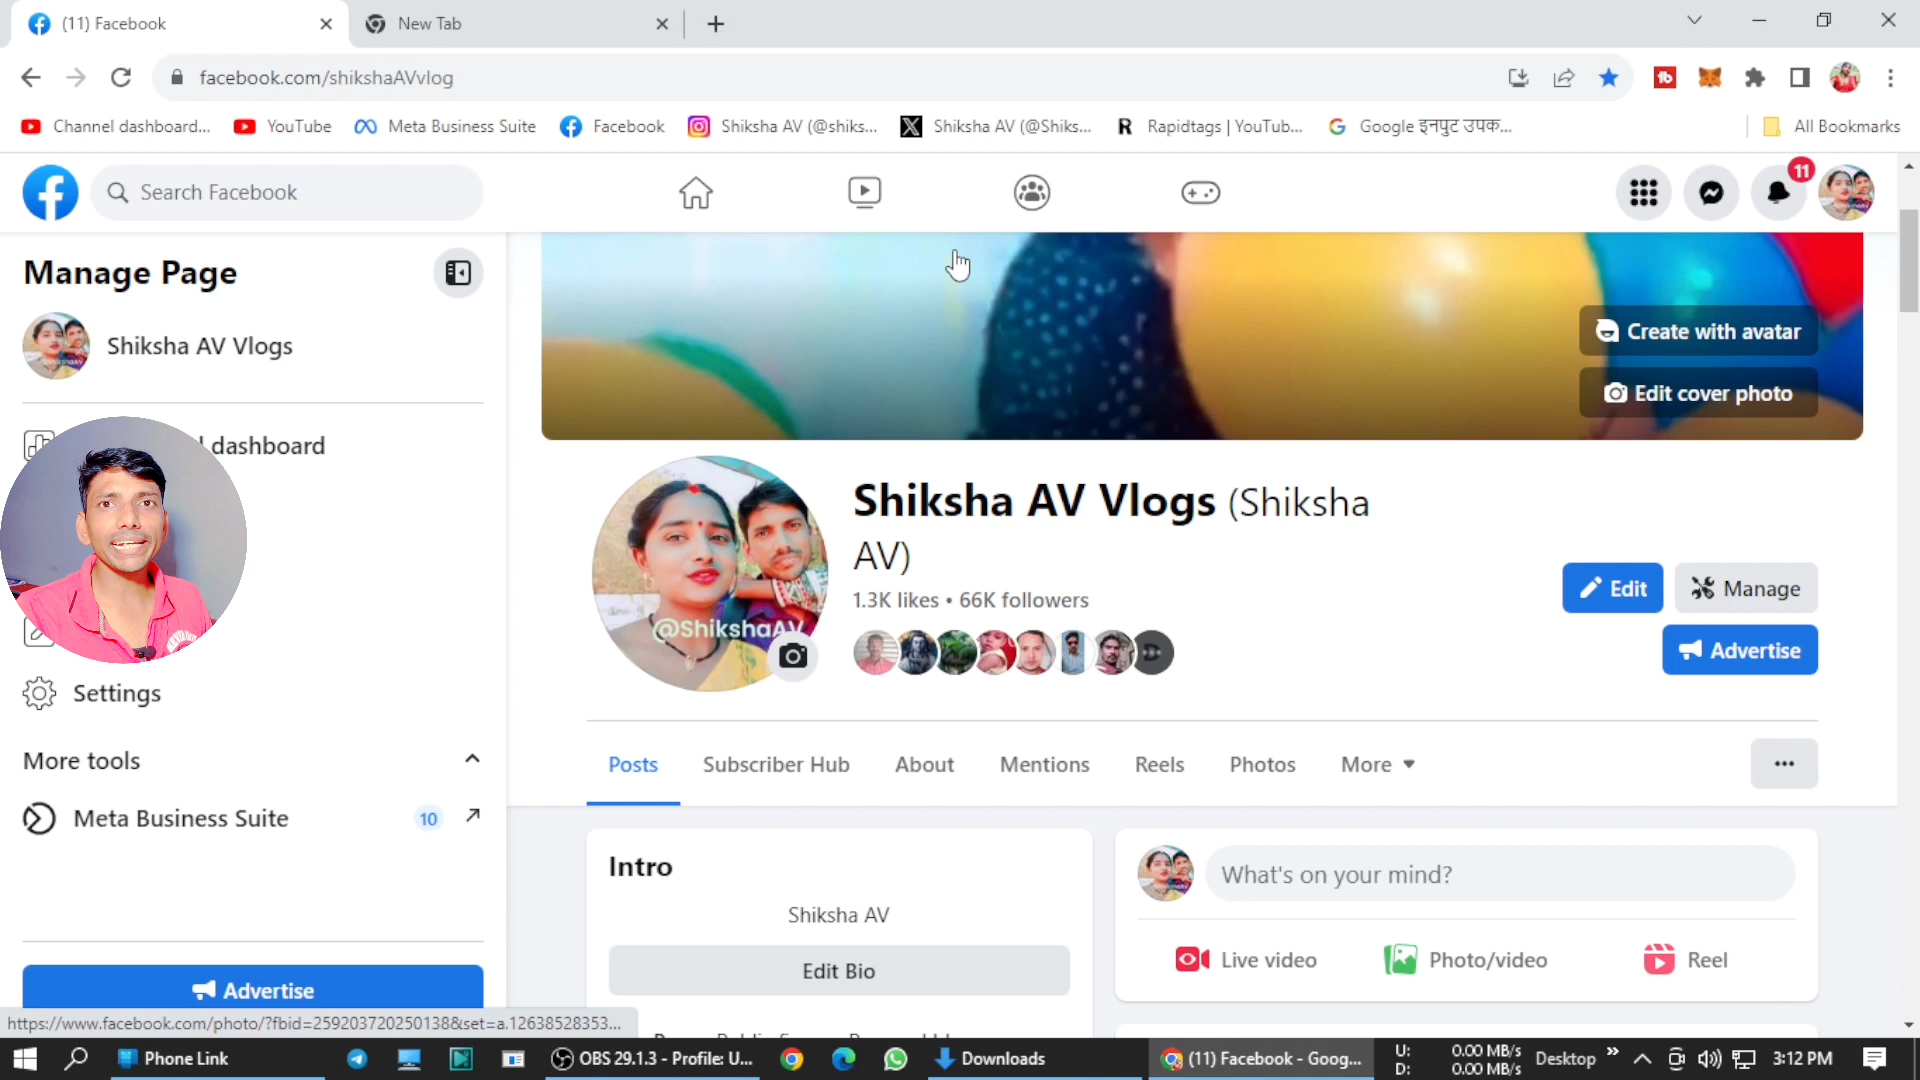 (11) Facebook
New Tab
facebook.com/shikshaAVvlog
Channel dashboard...
YouTube
Meta Business Suite
Facebook
Shiksha AV (@shiks...
Shiksha AV (@Shiks...
Rapidtags | YouTub...
Google इनपुट उपक...
All Bookmarks
Search Facebook
11
Manage Page
Shiksha AV Vlogs
dashboard
Settings
More tools
Meta Business Suite
10
Advertise
Create with avatar
Edit cover photo
@ShikshaAV
Shiksha AV Vlogs (Shiksha
AV)
1.3K likes • 66K followers
Edit
Manage
Advertise
Posts
Subscriber Hub
About
Mentions
Reels
Photos
More
Intro
Shiksha AV
Edit Bio
What's on your mind?
Live video
Photo/video
Reel
https://www.facebook.com/photo/?fbid=259203720250138&set=a.12638528353...
Phone Link
OBS 29.1.3 - Profile: U...
Downloads
(11) Facebook - Goog...
U: 0.00 MB/s
D: 0.00 MB/s
Desktop
3:12 PM